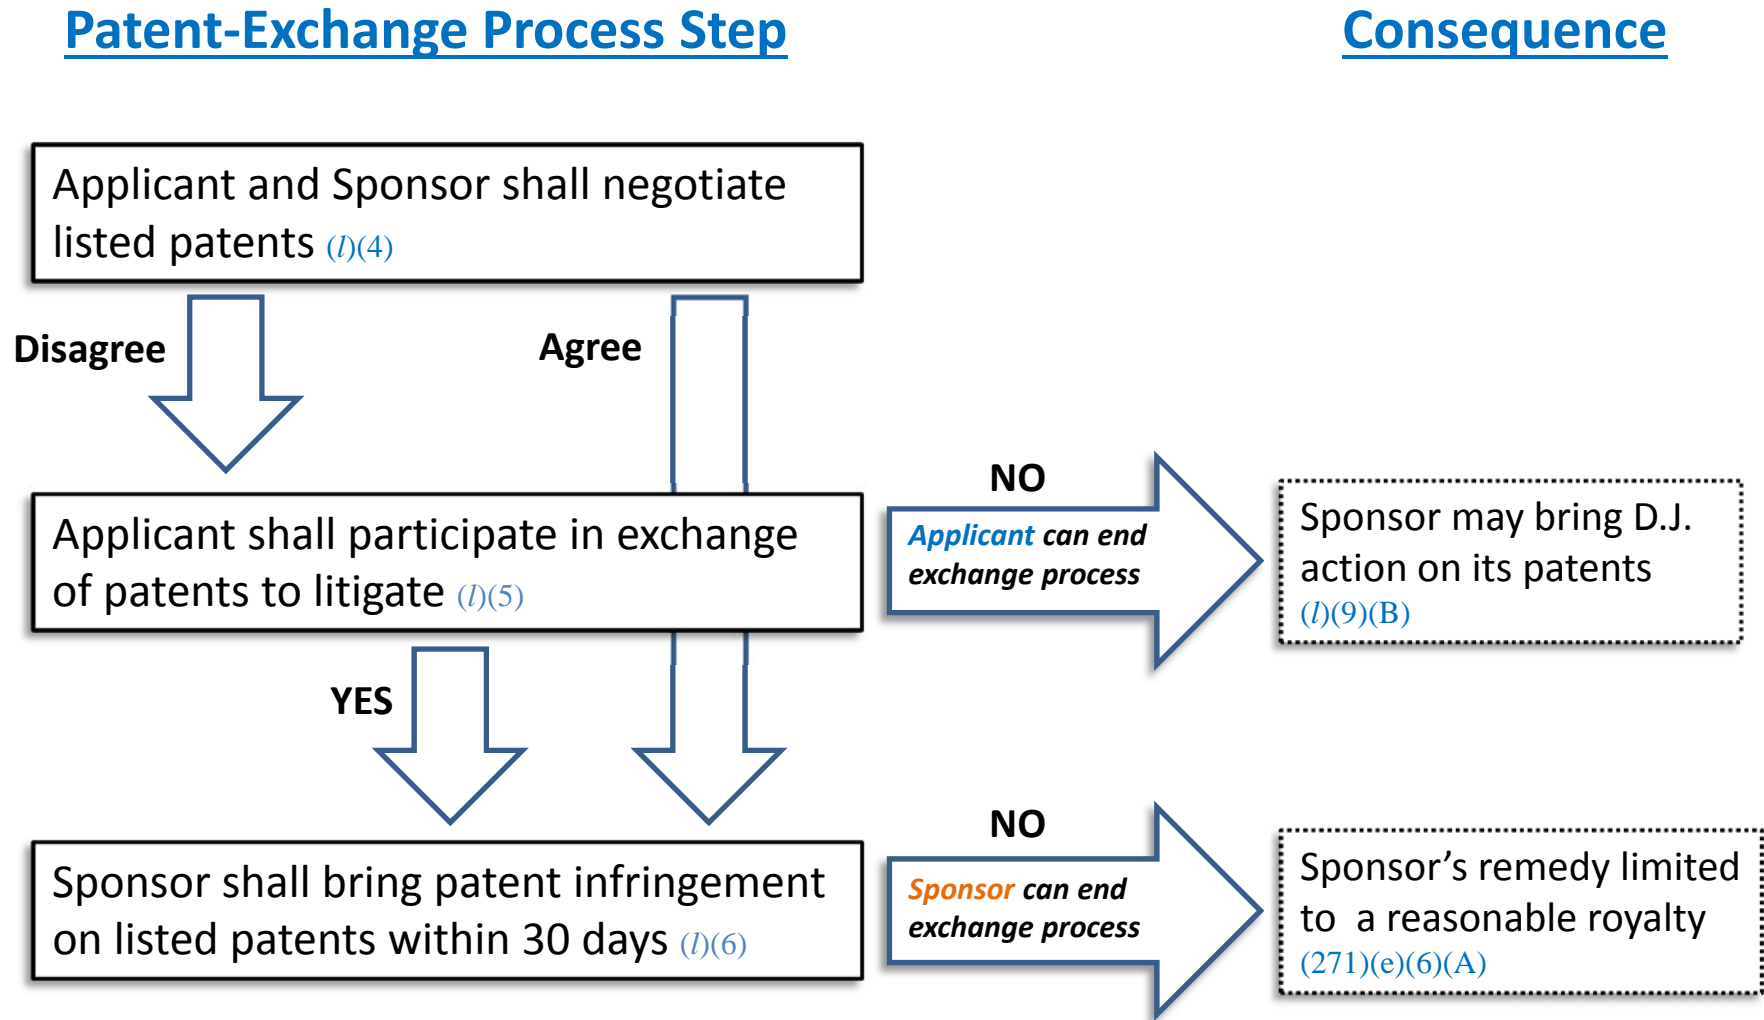 Patent-Exchange Process Step
Consequence
Applicant and Sponsor shall negotiate
listed patents (l)(4)
Disagree
Agree
Applicant shall participate in exchange
of patents to litigate (l)(5)
NO
Applicant can end
exchange process
Sponsor may bring D.J.
action on its patents
(l)(9)(B)
YES
Sponsor shall bring patent infringement
on listed patents within 30 days (l)(6)
NO
Sponsor can end
exchange process
Sponsor’s remedy limited
to a reasonable royalty
(271)(e)(6)(A)